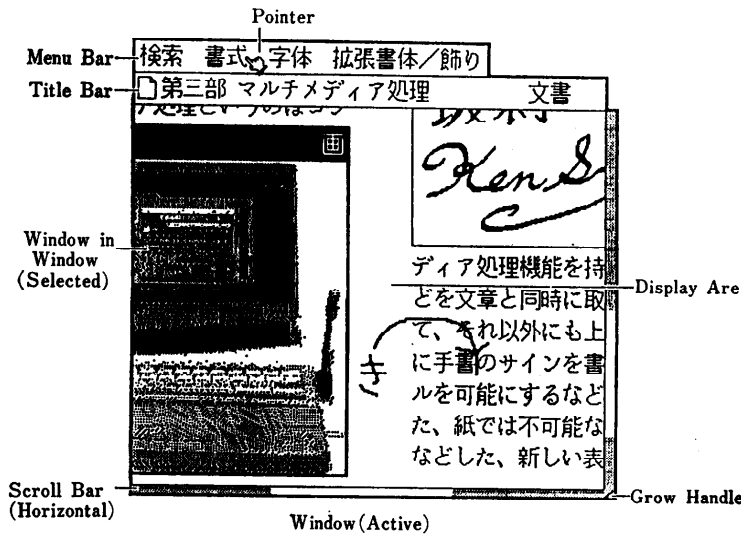 Pointer
Menu Bar
検索 書式 字体 拡張書体／飾り
Title Bar
第三部 マルチメディア処理 文書
画
Ken S
Window in
Window
(Selected)
ディア処理機能を持
どを文章と同時に取
て、それ以外にも上
に手書のサインを書
ルを可能にするなど
た、紙では不可能な
などした、新しい表
き
Display Are
Scroll Bar
(Horizontal)
Grow Handle
Window(Active)